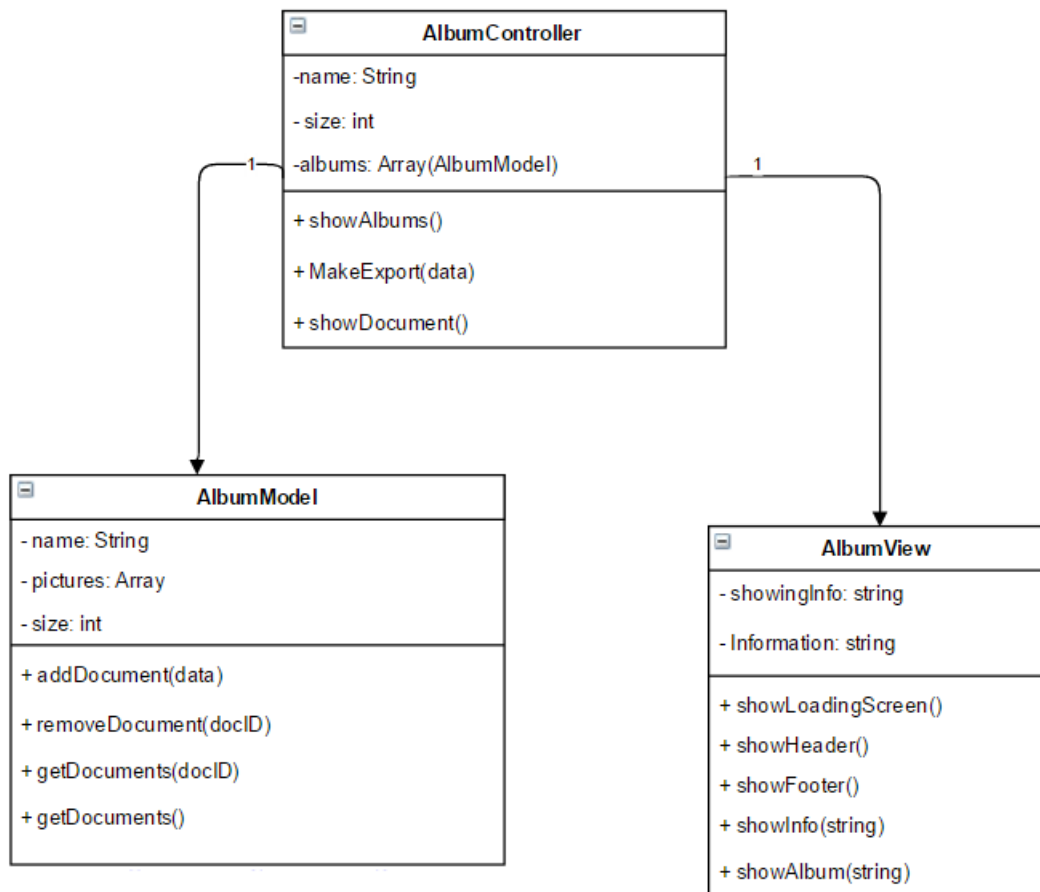 AlbumController
-name: String
- size: int
-albums: Array(AlbumModel)
+ showAlbums()
+ MakeExport(data)
+ showDocument()
1
1
AlbumModel
- name: String
- pictures: Array
- size: int
+ addDocument(data)
+ removeDocument(docID)
+ getDocuments(docID)
+ getDocuments()
AlbumView
- showingInfo: string
- Information: string
+ showLoadingScreen()
+ showHeader()
+ showFooter()
+ showInfo(string)
+ showAlbum(string)